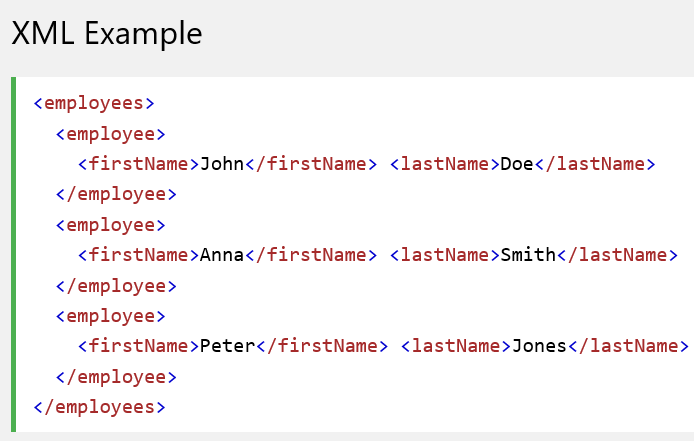 XML Example
<employees>
  <employee>
    <firstName>John</firstName> <lastName>Doe</lastName>
  </employee>
  <employee>
    <firstName>Anna</firstName> <lastName>Smith</lastName>
  </employee>
  <employee>
    <firstName>Peter</firstName> <lastName>Jones</lastName>
  </employee>
</employees>